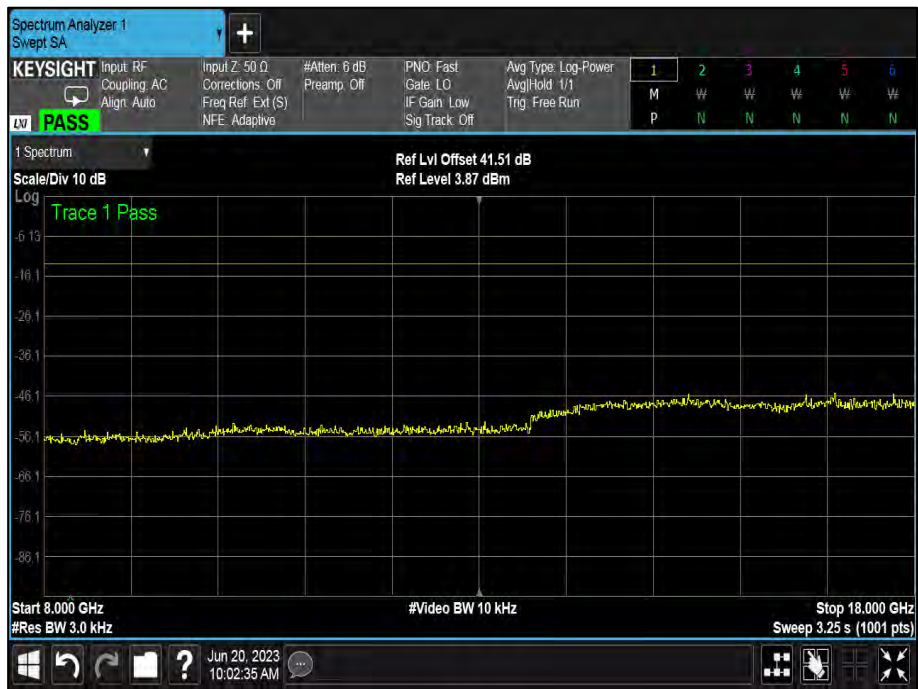 Spectrum Analyzer 1
Swept SA
KEYSIGHT
Input: RF
Coupling: AC
Align: Auto
Input Z: 50 Ω
Corrections: Off
Freq Ref: Ext (S)
NFE: Adaptive
#Atten: 6 dB
Preamp: Off
PNO: Fast
Gate: LO
IF Gain: Low
Sig Track: Off
Avg Type: Log-Power
Avg|Hold: 1/1
Trig: Free Run
1 2 3 4 5 6
M W W W W W
P N N N N N
LXI PASS
1 Spectrum
Scale/Div 10 dB
Ref Lvl Offset 41.51 dB
Ref Level 3.87 dBm
Log
Trace 1 Pass
-6.13
-16.1
-26.1
-36.1
-46.1
-56.1
-66.1
-76.1
-86.1
Start 8.000 GHz
#Video BW 10 kHz
Stop 18.000 GHz
#Res BW 3.0 kHz
Sweep 3.25 s (1001 pts)
Jun 20, 2023
10:02:35 AM